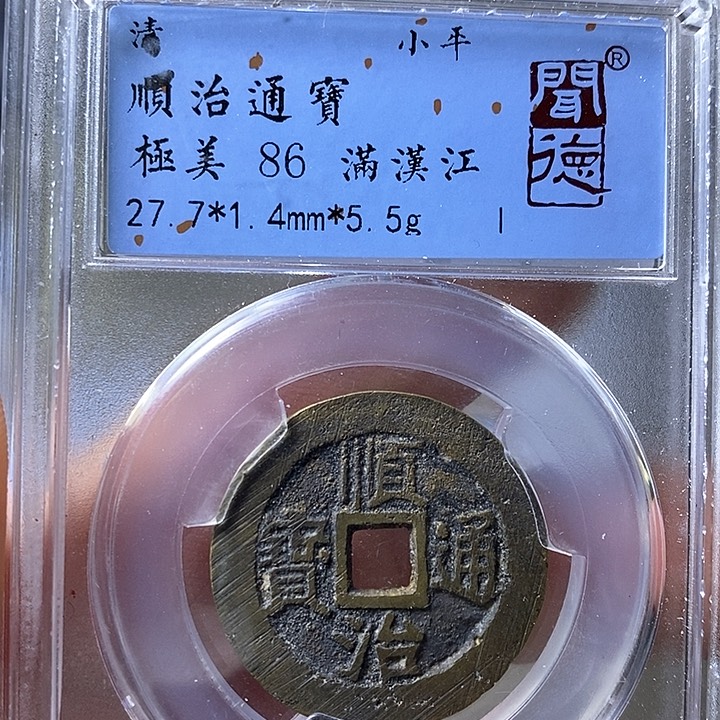 清 小平
順治通寶
極美 86 滿漢江
27.7*1.4mm*5.5g
聞德®
順治通寶